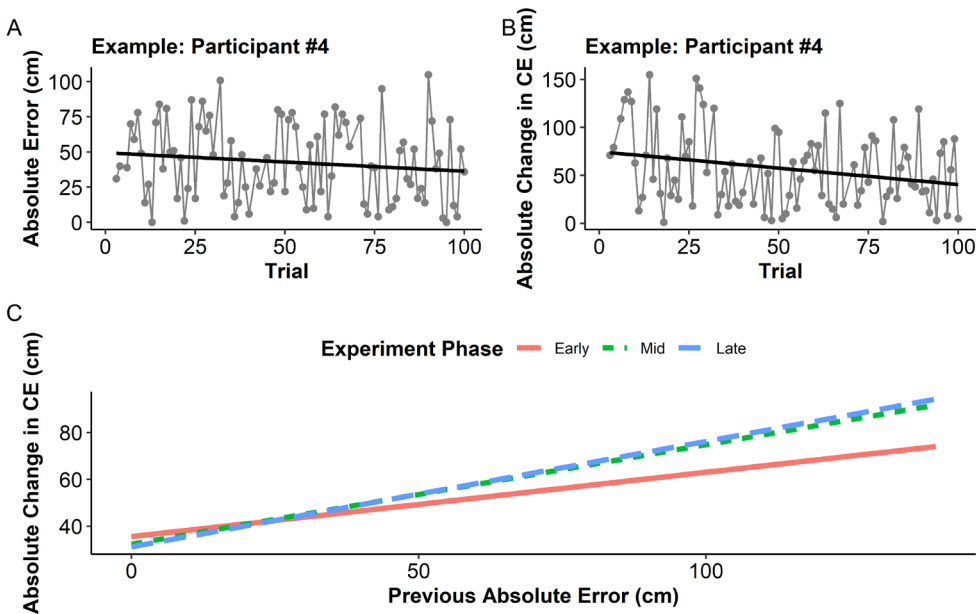 A
Example: Participant #4
Absolute Error (cm)
100
75
50
25
0
0
25
50
75
100
Trial
B
Example: Participant #4
Absolute Change in CE (cm)
150
100
50
0
0
25
50
75
100
Trial
C
Experiment Phase
Early
Mid
Late
Absolute Change in CE (cm)
80
60
40
0
50
100
Previous Absolute Error (cm)